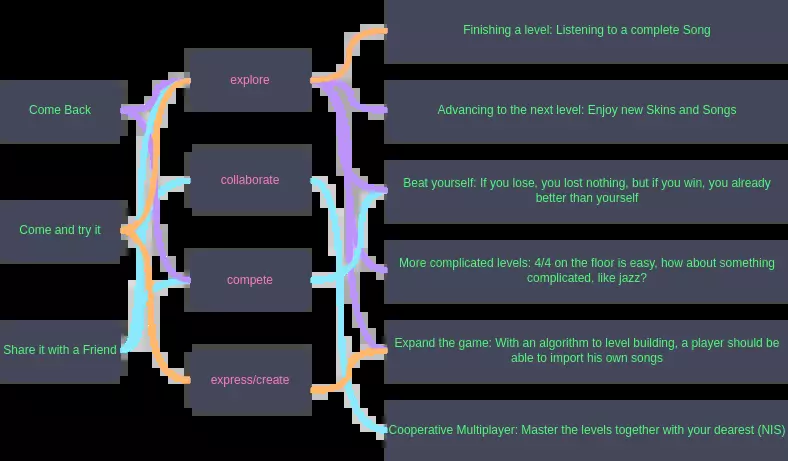 Come Back
Come and try it
Share it with a Friend
explore
collaborate
compete
express/create
Finishing a level: Listening to a complete Song
Advancing to the next level: Enjoy new Skins and Songs
Beat yourself: If you lose, you lost nothing, but if you win, you already
better than yourself
More complicated levels: 4/4 on the floor is easy, how about something
complicated, like jazz?
Expand the game: With an algorithm to level building, a player should be
able to import his own songs
Cooperative Multiplayer: Master the levels together with your dearest (NIS)